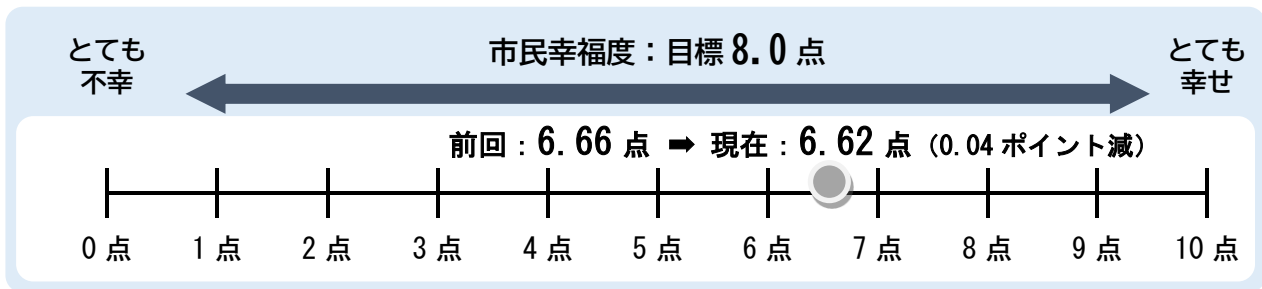 とても
不幸
市民幸福度：目標 8.0 点
とても
幸せ
前回：6.66 点 ➡ 現在：6.62 点（0.04 ポイント減）
0 点 1 点 2 点 3 点 4 点 5 点 6 点 7 点 8 点 9 点 10 点